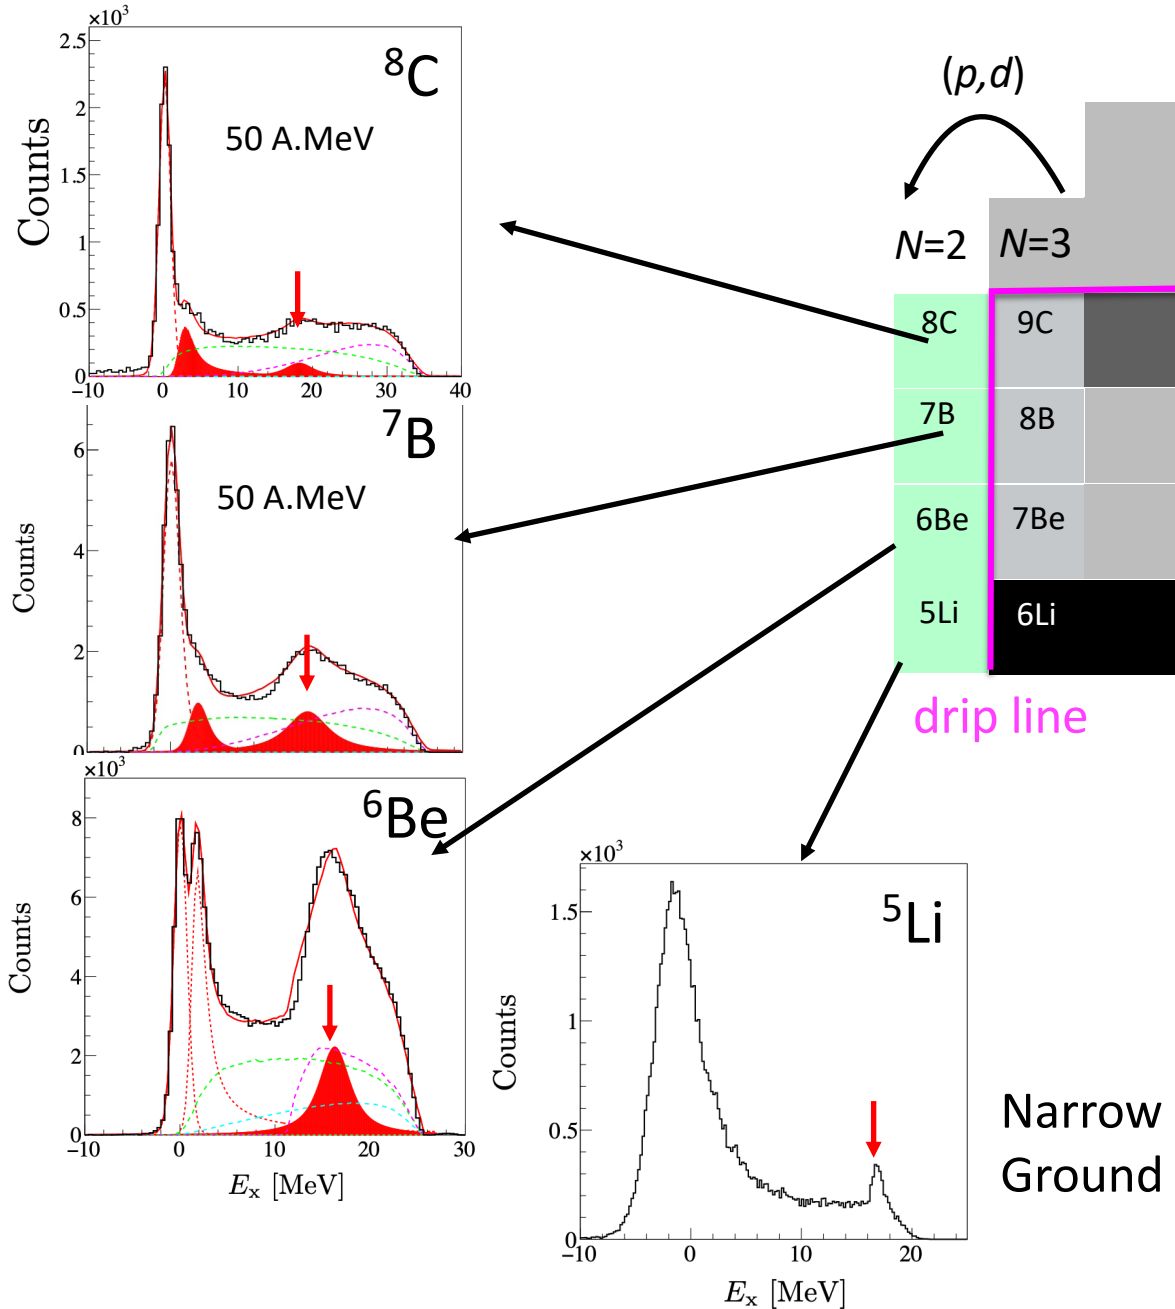 ×10³
⁸C
50 A.MeV
Counts
2.5
2
1.5
1
0.5
0
−10
0
10
20
30
40
⁷B
50 A.MeV
Counts
6
4
2
0
×10³
⁶Be
Counts
8
6
4
2
0
−10
0
10
20
30
Eₓ [MeV]
(p,d)
N=2
N=3
8C
9C
7B
8B
6Be
7Be
5Li
6Li
drip line
×10³
⁵Li
Counts
1.5
1
0.5
0
−10
0
10
20
Eₓ [MeV]
Narrow
Ground